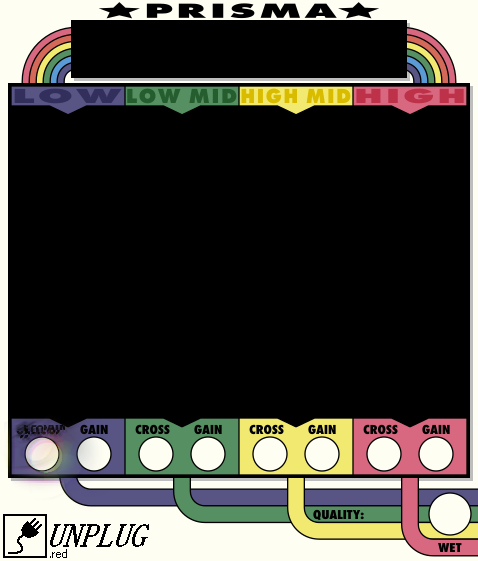 ★PRISMA★
LOW LOW MID HIGH MID HIGH
GAIN CROSS GAIN CROSS GAIN CROSS GAIN
QUALITY:
WET
UNPLUG
.red